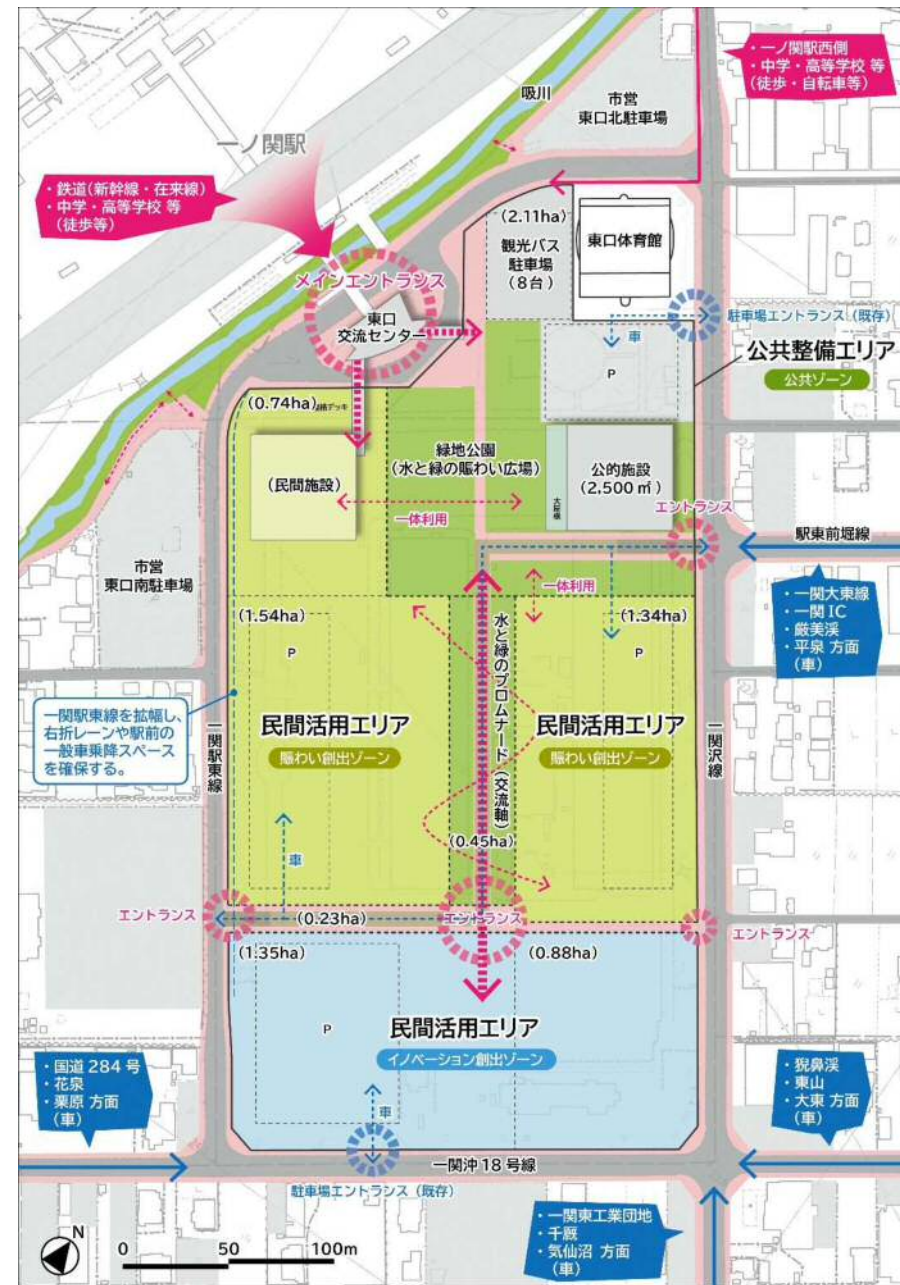 ・一ノ関駅西側
・中学・高等学校 等
(徒歩・自転車等)
吸川
市営
東口北駐車場
一ノ関駅
・鉄道(新幹線・在来線)
・中学・高等学校 等
(徒歩等)
(2.11ha)
観光バス
駐車場
(8台)
東口体育館
メインエントランス
東口
交流センター
駐車場エントランス(既存)
車
P
公共整備エリア
公共ゾーン
(0.74ha)
デッキ
緑地公園
(水と緑の賑わい広場)
(民間施設)
公的施設
(2,500㎡)
大屋根
一体利用
エントランス
駅東前堀線
市営
東口南駐車場
・一関大東線
・一関IC
・厳美渓
・平泉 方面
(車)
一体利用
(1.54ha)
(1.34ha)
P
P
水と緑のプロムナード(交流軸)
一関駅東線を拡幅し、
右折レーンや駅前の
一般車乗降スペース
を確保する。
民間活用エリア
賑わい創出ゾーン
民間活用エリア
賑わい創出ゾーン
一関駅東線
一関沢線
(0.45ha)
車
エントランス
(0.23ha)
エントランス
エントランス
(1.35ha)
(0.88ha)
P
民間活用エリア
イノベーション創出ゾーン
・国道284号
・花泉
・栗原 方面
(車)
・猊鼻渓
・東山
・大東 方面
(車)
車
一関沖18号線
駐車場エントランス(既存)
・一関東工業団地
・千厩
・気仙沼 方面
(車)
N
0 50 100m